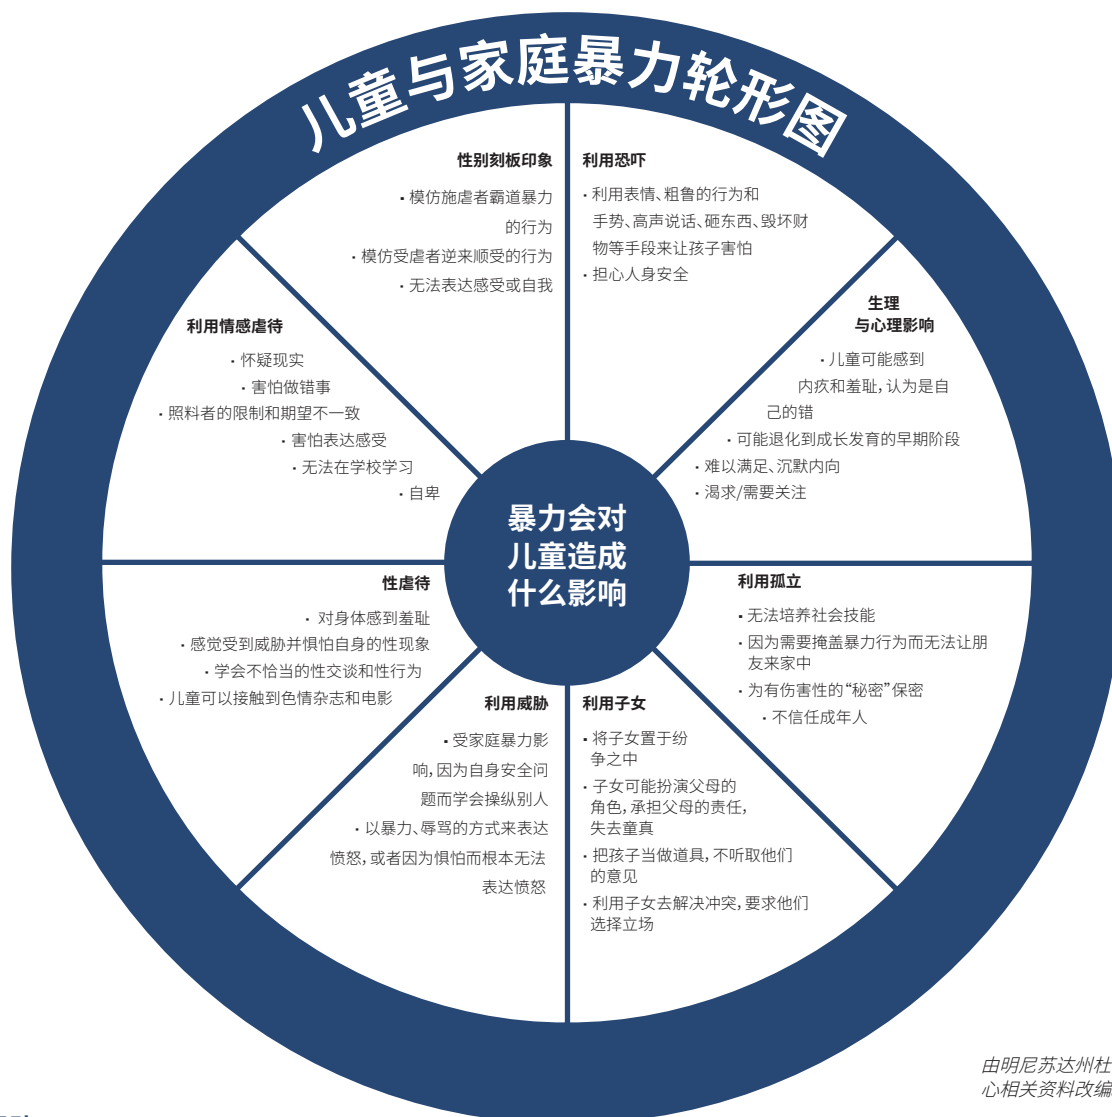 儿童与家庭暴力轮形图
性别刻板印象
▪ 模仿施虐者霸道暴力
的行为
· 模仿受虐者逆来顺受的行为
· 无法表达感受或自我
利用恐吓
· 利用表情、粗鲁的行为和
手势、高声说话、砸东西、毁坏财
物等手段来让孩子害怕
· 担心人身安全
生理
与心理影响
· 儿童可能感到
内疚和羞耻，认为是自
己的错
· 可能退化到成长发育的早期阶段
· 难以满足、沉默内向
· 渴求/需要关注
利用情感虐待
· 怀疑现实
· 害怕做错事
· 照料者的限制和期望不一致
· 害怕表达感受
· 无法在学校学习
· 自卑
暴力会对
儿童造成
什么影响
性虐待
· 对身体感到羞耻
· 感觉受到威胁并惧怕自身的性现象
· 学会不恰当的性交谈和性行为
· 儿童可以接触到色情杂志和电影
利用孤立
▪ 无法培养社会技能
· 因为需要掩盖暴力行为而无法让朋
友来家中
· 为有伤害性的“秘密”保密
· 不信任成年人
利用威胁
▪ 受家庭暴力影
响，因为自身安全问
题而学会操纵别人
· 以暴力、辱骂的方式来表达
愤怒，或者因为惧怕而根本无法
表达愤怒
利用子女
▪ 将子女置于纷
争之中
· 子女可能扮演父母的
角色，承担父母的责任，
失去童真
· 把孩子当做道具，不听取他们
的意见
· 利用子女去解决冲突，要求他们
选择立场
由明尼苏达州杜
心相关资料改编